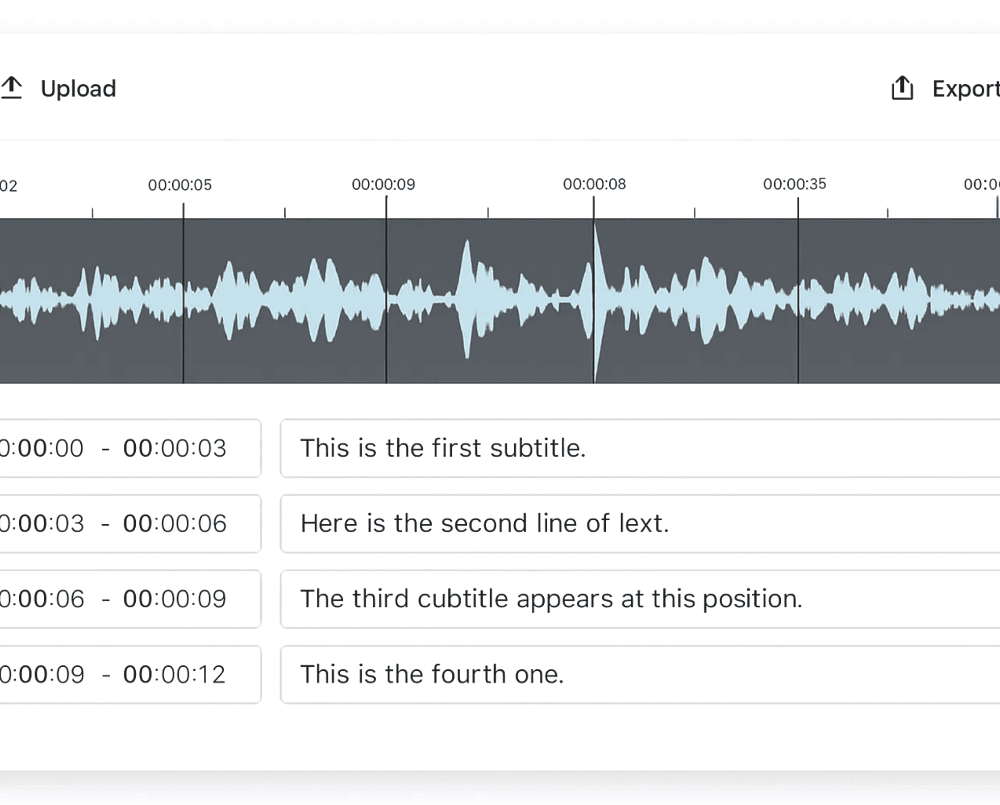 Upload Export
02 00:00:05 00:00:09 00:00:08 00:00:35 00:0
0:00:00 - 00:00:03 This is the first subtitle.
0:00:03 - 00:00:06 Here is the second line of lext.
0:00:06 - 00:00:09 The third cubtitle appears at this position.
0:00:09 - 00:00:12 This is the fourth one.